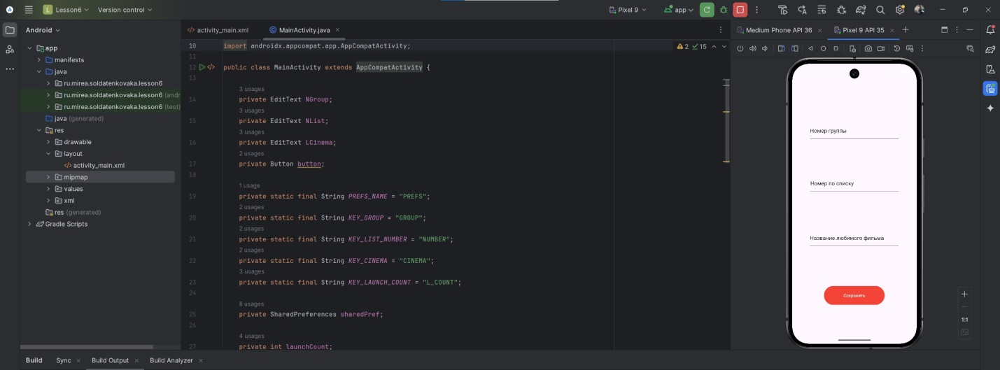 L Lesson6 Version control Pixel 9 app
Android
activity_main.xml MainActivity.java
Medium Phone API 36 Pixel 9 API 35
app
manifests
java
ru.mirea.soldatenkovaka.lesson6
ru.mirea.soldatenkovaka.lesson6 (andr
ru.mirea.soldatenkovaka.lesson6 (test)
java (generated)
res
drawable
layout
activity_main.xml
mipmap
values
xml
res (generated)
Gradle Scripts
2 15
10 import androidx.appcompat.app.AppCompatActivity;
11
12 public class MainActivity extends AppCompatActivity {
13
3 usages
14 private EditText NGroup;
3 usages
15 private EditText NList;
3 usages
16 private EditText LCinema;
2 usages
17 private Button button;
18
1 usage
19 private static final String PREFS_NAME = "PREFS";
2 usages
20 private static final String KEY_GROUP = "GROUP";
2 usages
21 private static final String KEY_LIST_NUMBER = "NUMBER";
2 usages
22 private static final String KEY_CINEMA = "CINEMA";
3 usages
23 private static final String KEY_LAUNCH_COUNT = "L_COUNT";
24
8 usages
25 private SharedPreferences sharedPref;
26
4 usages
27 private int launchCount;
Номер группы
Номер по списку
Название любимого фильма
Сохранить
1:1
Build Sync Build Output Build Analyzer